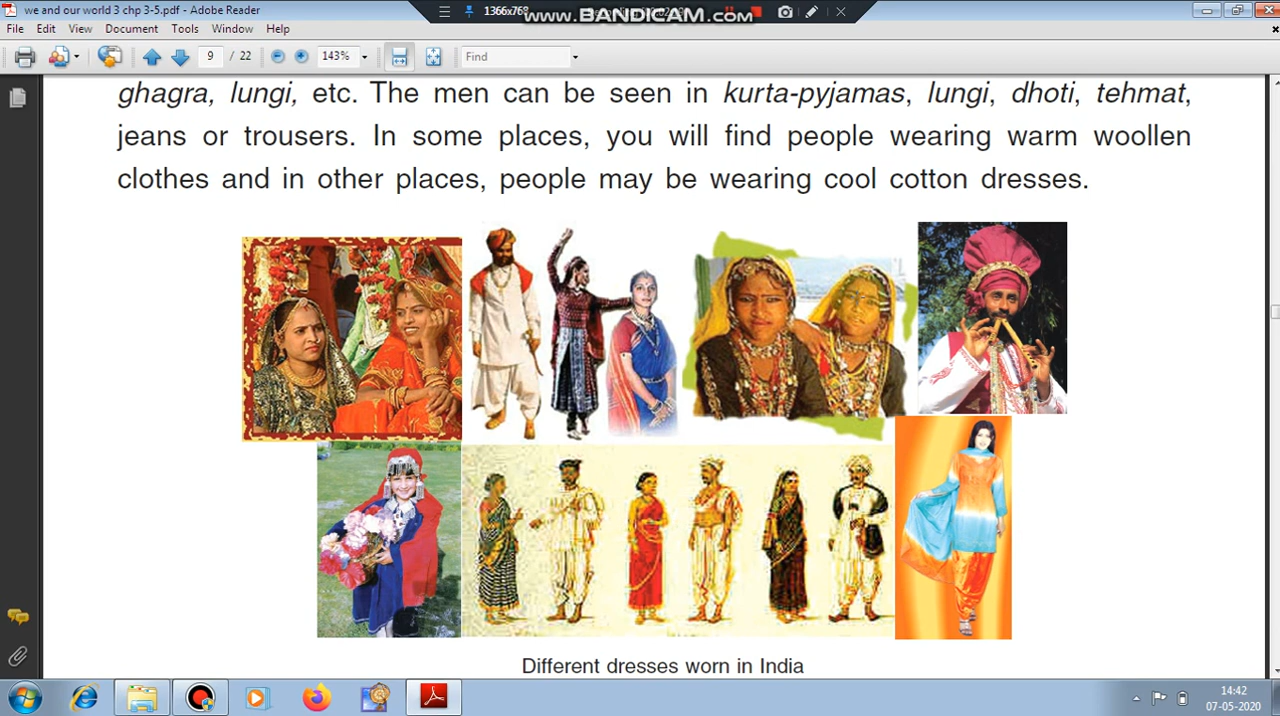 we and our world 3 chp 3-5.pdf - Adobe Reader
1366x768
www.BANDICAM.com
File Edit View Document Tools Window Help
9 / 22 143% Find
ghagra, lungi, etc. The men can be seen in kurta-pyjamas, lungi, dhoti, tehmat,
jeans or trousers. In some places, you will find people wearing warm woollen
clothes and in other places, people may be wearing cool cotton dresses.
Different dresses worn in India
14:42
07-05-2020